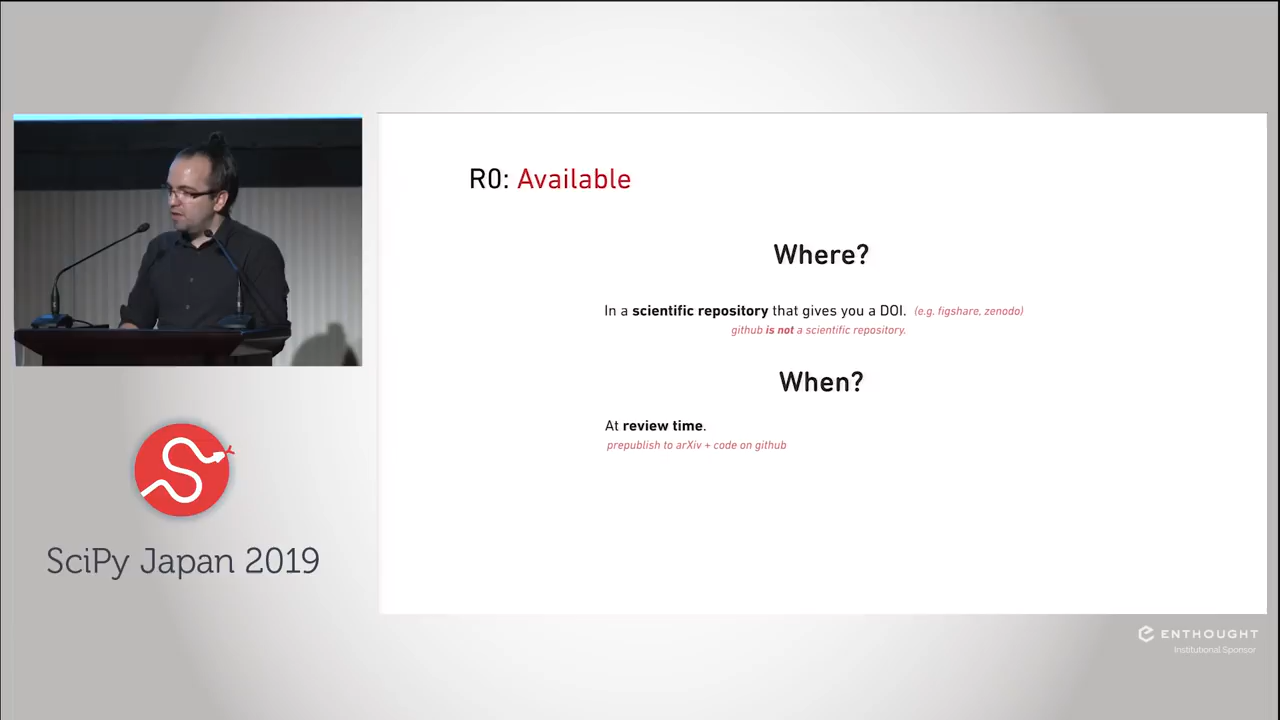 R0: Available
Where?
In a scientific repository that gives you a DOI. (e.g. figshare, zenodo)
github is not a scientific repository.
When?
At review time.
prepublish to arXiv + code on github
SciPy Japan 2019
ENTHOUGHT
Institutional Sponsor